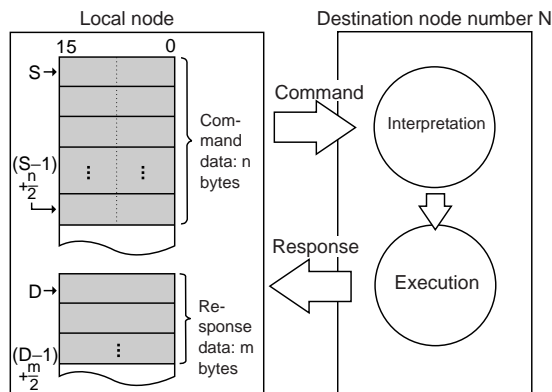 Local node
Destination node number N
15 0
S
Com-
mand
data: n
bytes
(S–1)
+n/2
Command
Interpretation
Response
Execution
D
Re-
sponse
data: m
bytes
(D–1)
+m/2